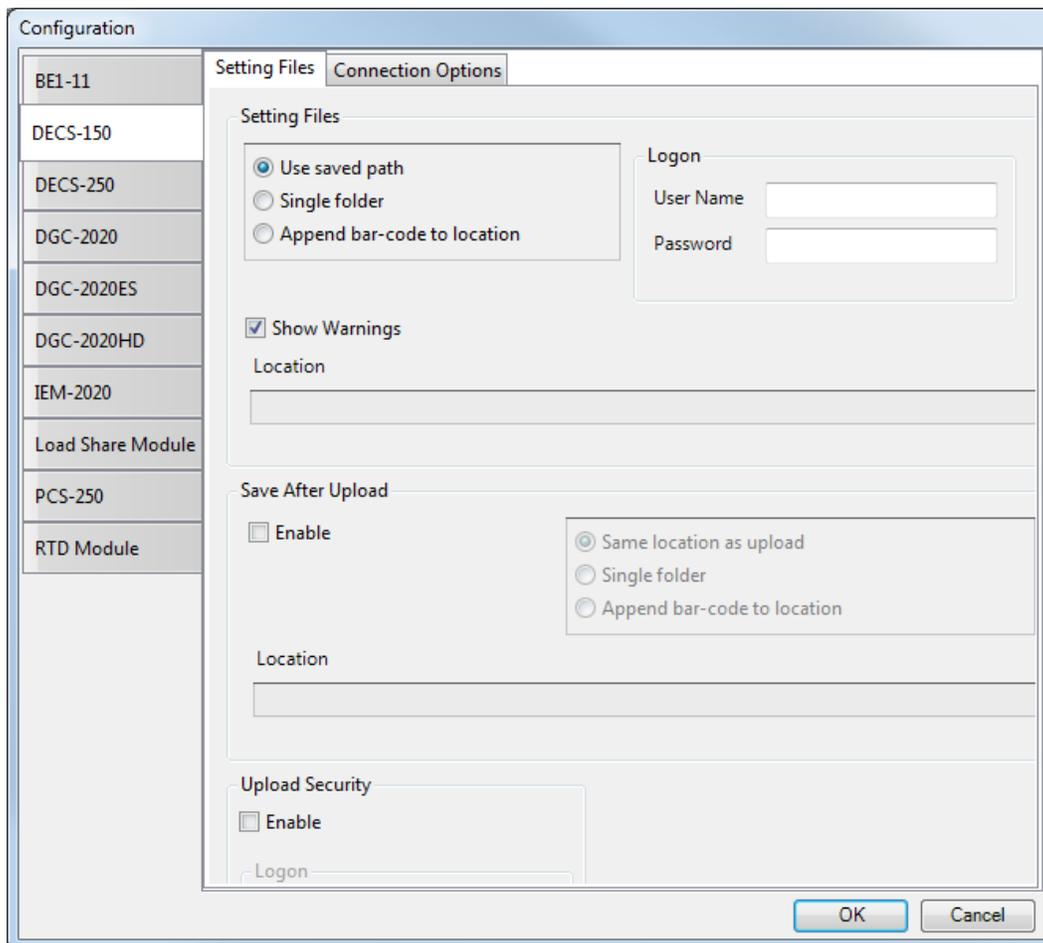 Configuration
BE1-11
DECS-150
DECS-250
DGC-2020
DGC-2020ES
DGC-2020HD
IEM-2020
Load Share Module
PCS-250
RTD Module
Setting Files
Connection Options
Setting Files
Use saved path
Single folder
Append bar-code to location
Logon
User Name
Password
Show Warnings
Location
Save After Upload
Enable
Same location as upload
Single folder
Append bar-code to location
Location
Upload Security
Enable
Logon
OK
Cancel